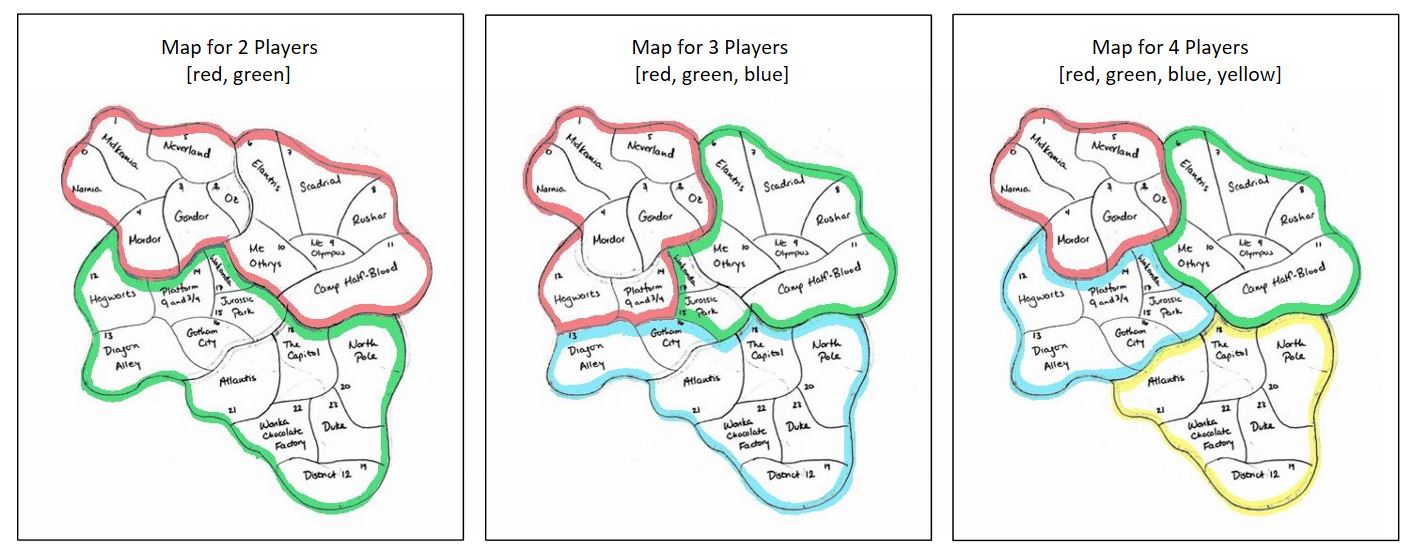 Map for 2 Players
[red, green]
1
Midkemia
5
Neverland
0
Narnia
3
Gondor
2
Oz
4
Mordor
6
Elantris
7
Scadrial
8
Roshar
Mt 10
Othrys
Mt 9
Olympus
11
Camp Half-Blood
12
Hogwarts
14
Platform
9 and 3/4
Wakanda
17
Jurassic
15 Park
16
Gotham
City
13
Diagon
Alley
18
The
Capitol
North
Pole
20
Atlantis
21
22
Wonka
Chocolate
Factory
23
Duke
District 12 19
Map for 3 Players
[red, green, blue]
1
Midkemia
5
Neverland
0
Narnia
3
Gondor
2
Oz
4
Mordor
6
Elantris
7
Scadrial
8
Roshar
Mt 10
Othrys
Mt 9
Olympus
11
Camp Half-Blood
12
Hogwarts
14
Platform
9 and 3/4
Wakanda
17
Jurassic
15 Park
16
Gotham
City
13
Diagon
Alley
18
The
Capitol
North
Pole
20
Atlantis
21
22
Wonka
Chocolate
Factory
23
Duke
District 12 19
Map for 4 Players
[red, green, blue, yellow]
1
Midkemia
5
Neverland
0
Narnia
3
Gondor
2
Oz
4
Mordor
6
Elantris
7
Scadrial
8
Roshar
Mt 10
Othrys
Mt 9
Olympus
11
Camp Half-Blood
12
Hogwarts
14
Platform
9 and 3/4
Wakanda
17
Jurassic
15 Park
16
Gotham
City
13
Diagon
Alley
18
The
Capitol
North
Pole
20
Atlantis
21
22
Wonka
Chocolate
Factory
23
Duke
District 12 19